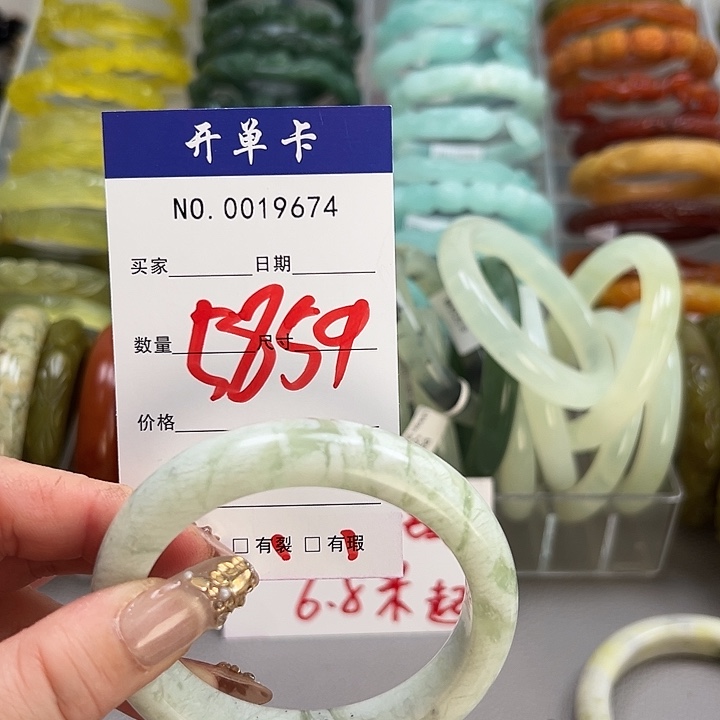 开单卡
NO.0019674
买家 日期
数量 尺寸
5859
价格
□有裂 □有瑕
6.8米起